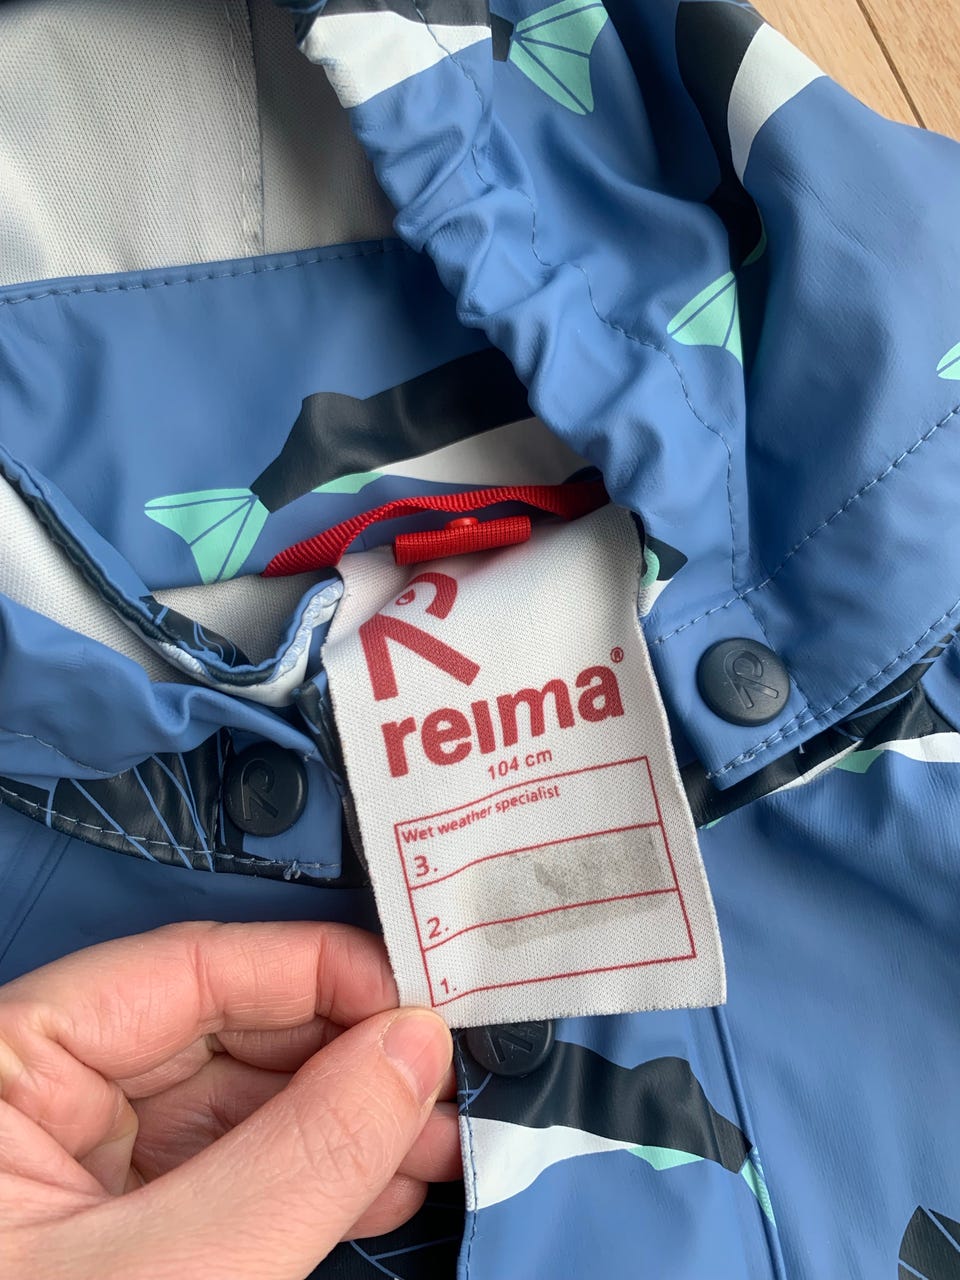 reima®
104 cm
Wet weather specialist
3.
2.
1.